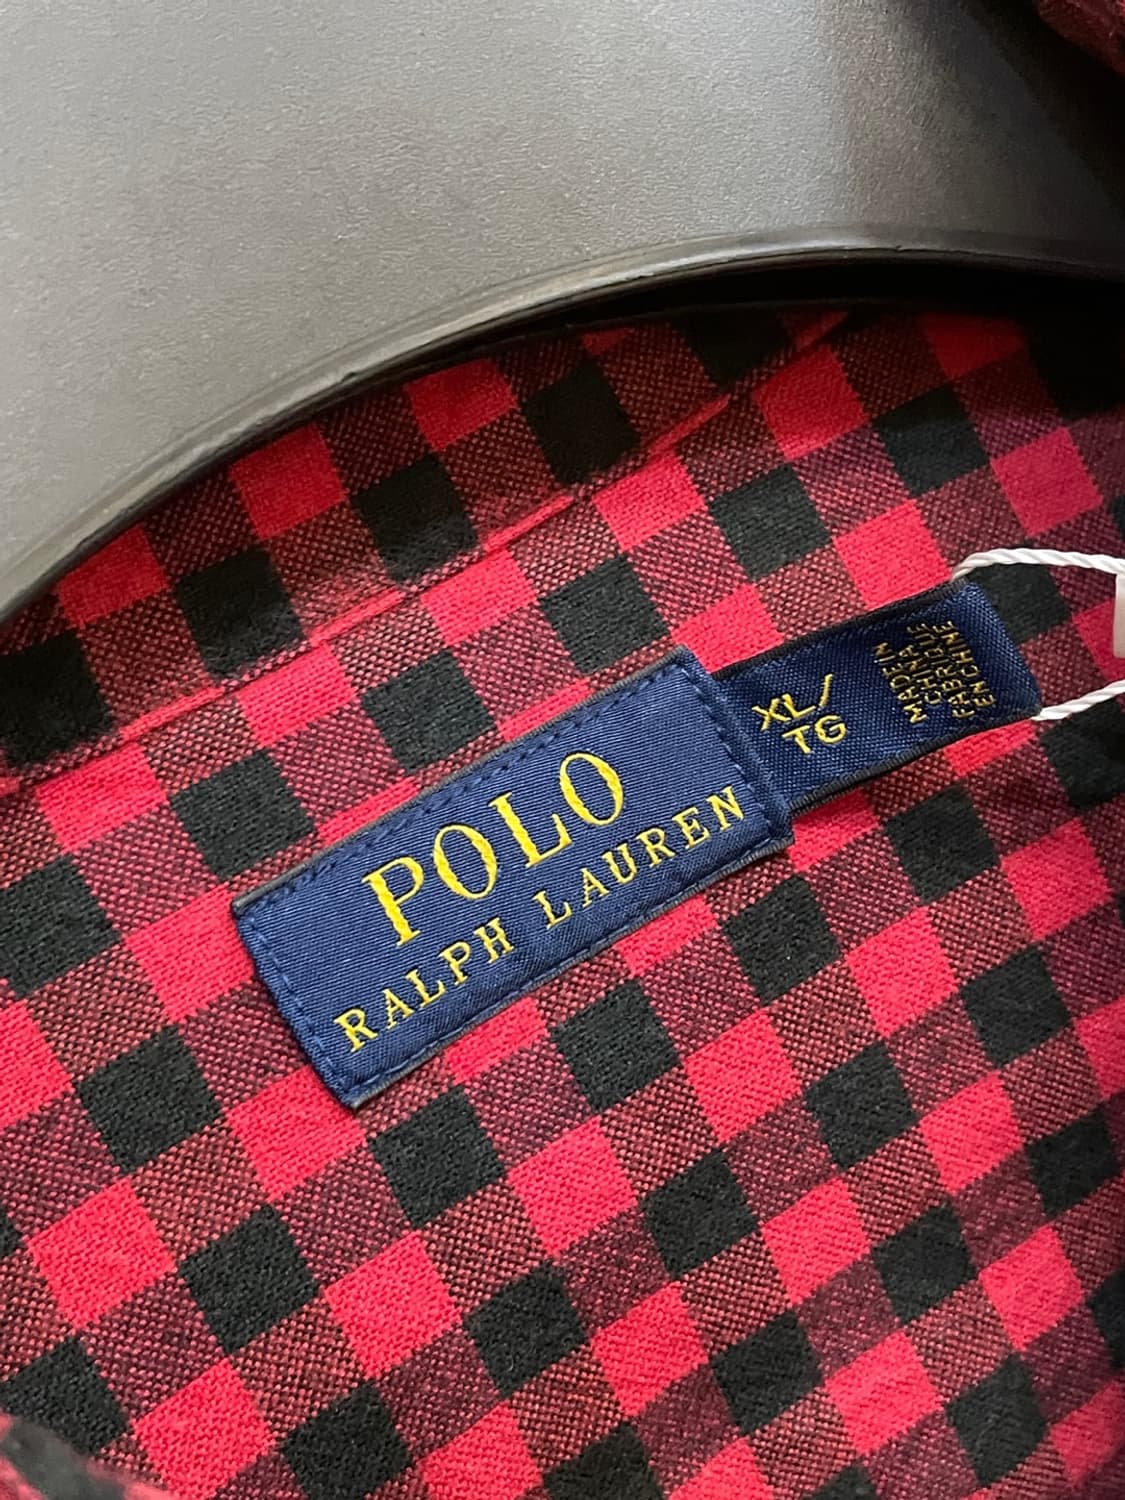 POLO
RALPH LAUREN
XL/
TG
MADE IN
CHINA
FABRIQUÉ
EN CHINE